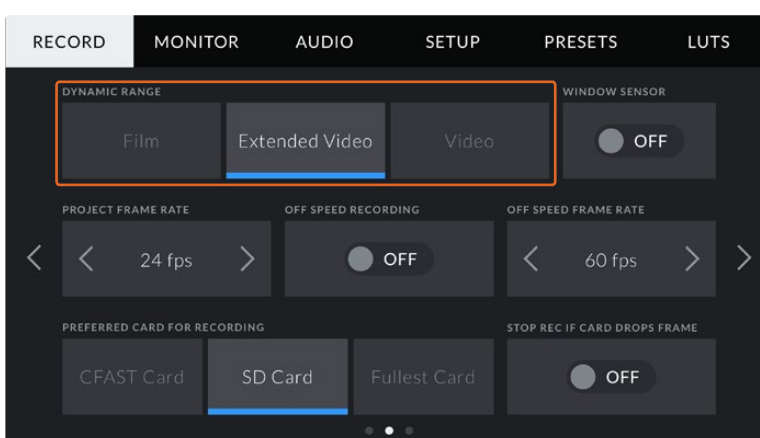 RECORD MONITOR AUDIO SETUP PRESETS LUTS
DYNAMIC RANGE WINDOW SENSOR
Film Extended Video Video OFF
PROJECT FRAME RATE OFF SPEED RECORDING OFF SPEED FRAME RATE
24 fps OFF 60 fps
PREFERRED CARD FOR RECORDING STOP REC IF CARD DROPS FRAME
CFAST Card SD Card Fullest Card OFF